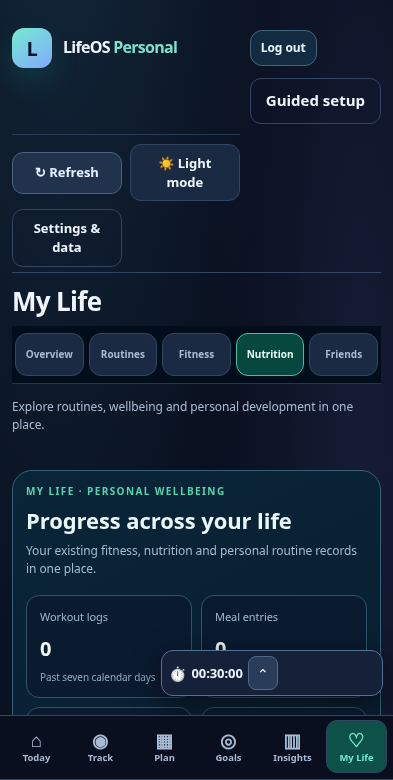 L
LifeOS Personal
Log out
Guided setup
↻ Refresh
☀️ Light
mode
Settings &
data
My Life
Overview
Routines
Fitness
Nutrition
Friends
Explore routines, wellbeing and personal development in one
place.
MY LIFE · PERSONAL WELLBEING
Progress across your life
Your existing fitness, nutrition and personal routine records
in one place.
Workout logs
0
Past seven calendar days
Meal entries
0
⏱️ 00:30:00
Today
Track
Plan
Goals
Insights
My Life